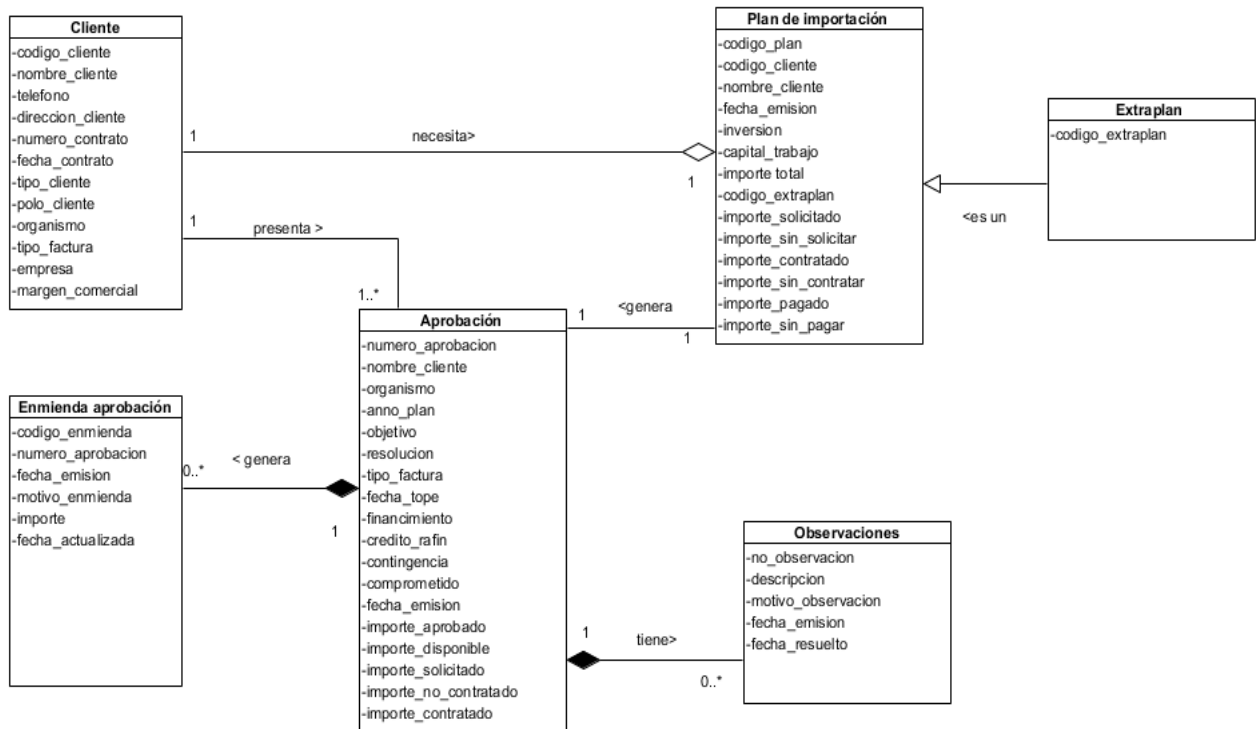 Cliente
-codigo_cliente
-nombre_cliente
-telefono
-direccion_cliente
-numero_contrato
-fecha_contrato
-tipo_cliente
-polo_cliente
-organismo
-tipo_factura
-empresa
-margen_comercial
1
necesita>
1
1
presenta >
1..*
Plan de importación
-codigo_plan
-codigo_cliente
-nombre_cliente
-fecha_emision
-inversion
-capital_trabajo
-importe total
-codigo_extraplan
-importe_solicitado
-importe_sin_solicitar
-importe_contratado
-importe_sin_contratar
-importe_pagado
-importe_sin_pagar
Extraplan
-codigo_extraplan
<es un
1
<genera
1
Aprobación
-numero_aprobacion
-nombre_cliente
-organismo
-anno_plan
-objetivo
-resolucion
-tipo_factura
-fecha_tope
-financimiento
-credito_rafin
-contingencia
-comprometido
-fecha_emision
-importe_aprobado
-importe_disponible
-importe_solicitado
-importe_no_contratado
-importe_contratado
Enmienda aprobación
-codigo_enmienda
-numero_aprobacion
-fecha_emision
-motivo_enmienda
-importe
-fecha_actualizada
0..*
< genera
1
1
tiene>
0..*
Observaciones
-no_observacion
-descripcion
-motivo_observacion
-fecha_emision
-fecha_resuelto